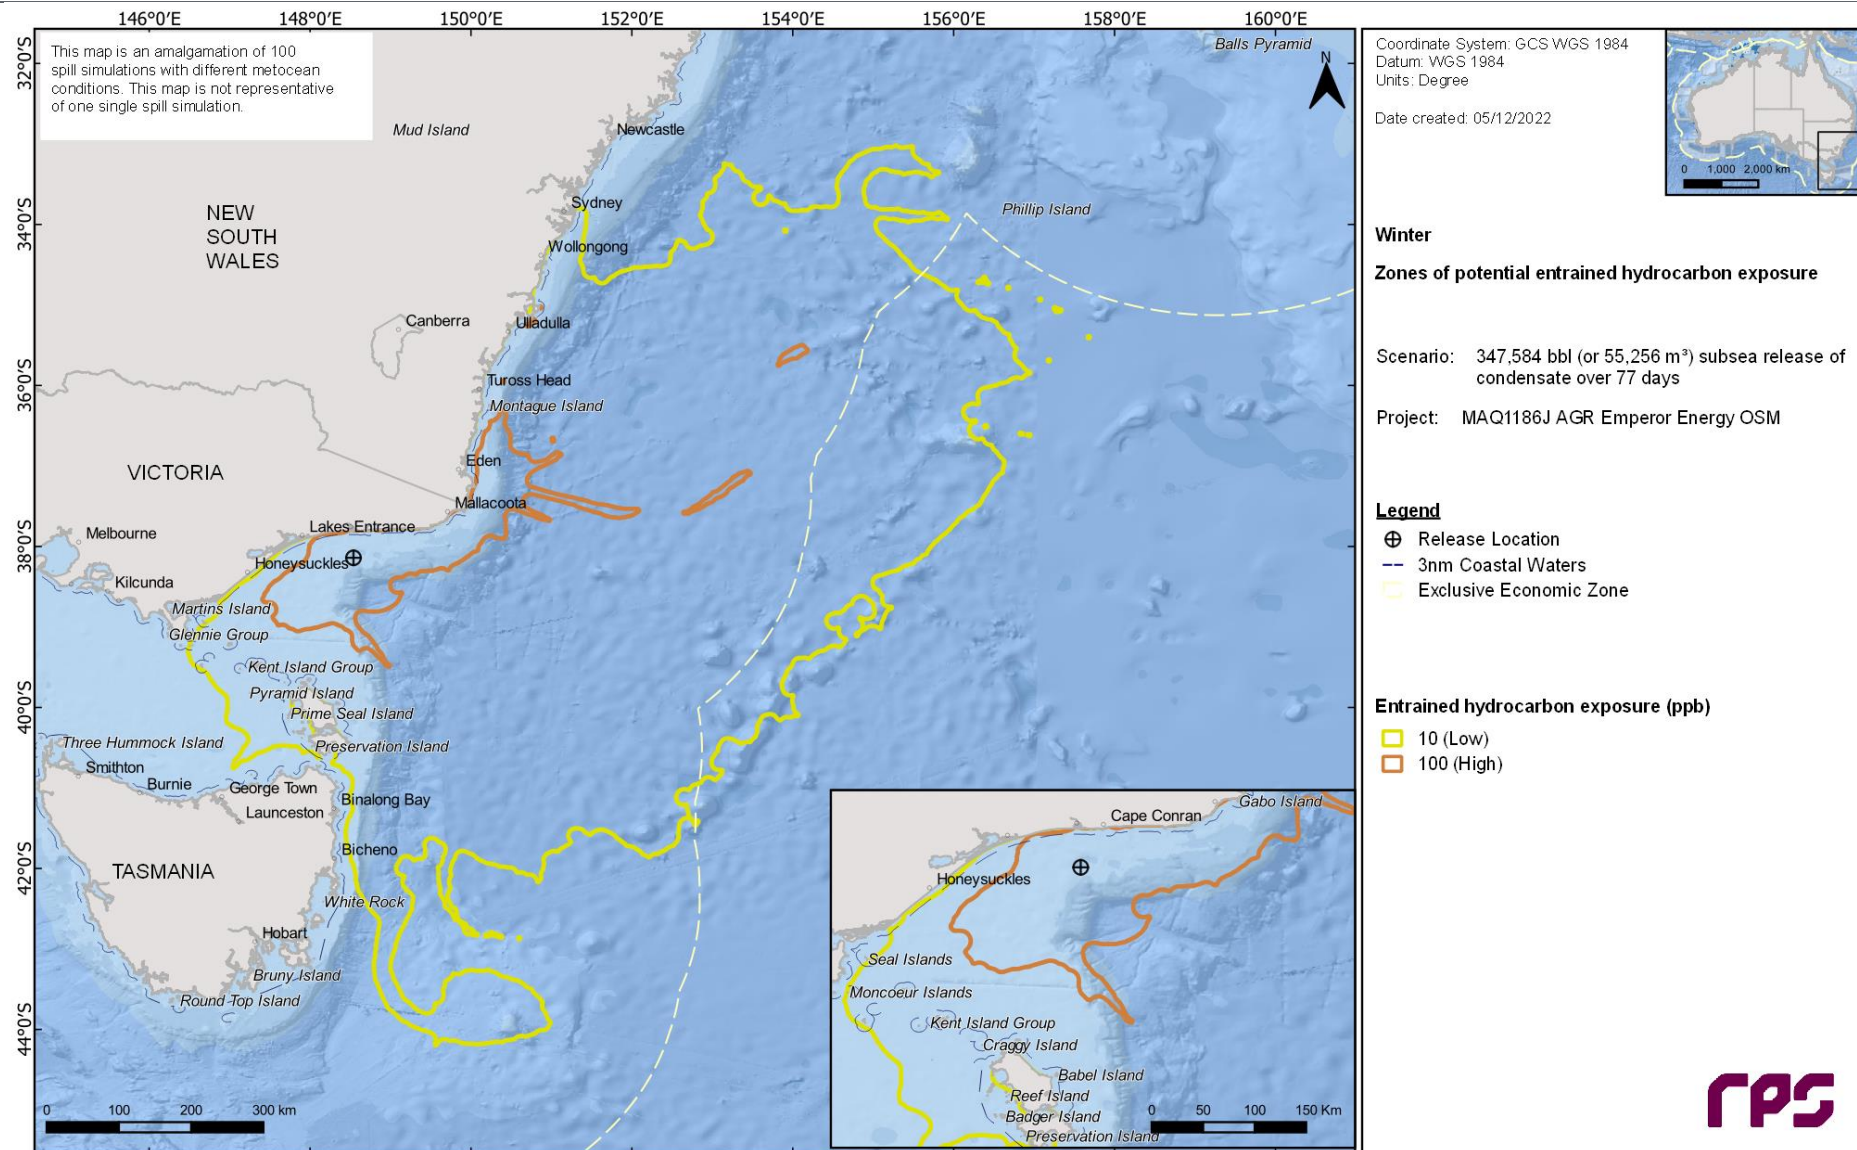 146°0'E 148°0'E 150°0'E 152°0'E 154°0'E 156°0'E 158°0'E 160°0'E
32°S
34°0'S
36°0'S
38°0'S
40°0'S
42°0'S
44°0'S
This map is an amalgamation of 100
spill simulations with different metocean
conditions. This map is not representative
of one single spill simulation.
Balls Pyramid
N
Mud Island
Newcastle
Sydney
Phillip Island
NEW
SOUTH
WALES
Wollongong
Canberra
Ulladulla
Tuross Head
Montague Island
VICTORIA
Eden
Mallacoota
Melbourne
Lakes Entrance
Honeysuckles
Kilcunda
Martins Island
Glennie Group
Kent Island Group
Pyramid Island
Prime Seal Island
Three Hummock Island
Preservation Island
Smithton
Burnie
George Town
Binalong Bay
Launceston
Bicheno
TASMANIA
White Rock
Hobart
Bruny Island
Round Top Island
0 100 200 300 km
Gabo Island
Cape Conran
Honeysuckles
Seal Islands
Moncoeur Islands
Kent Island Group
Craggy Island
Babel Island
Reef Island
Badger Island
Preservation Island
0 50 100 150 Km
Coordinate System: GCS WGS 1984
Datum: WGS 1984
Units: Degree
Date created: 05/12/2022
0 1,000 2,000 km
Winter
Zones of potential entrained hydrocarbon exposure
Scenario: 347,584 bbl (or 55,256 m³) subsea release of
condensate over 77 days
Project: MAQ1186J AGR Emperor Energy OSM
Legend
Release Location
3nm Coastal Waters
Exclusive Economic Zone
Entrained hydrocarbon exposure (ppb)
10 (Low)
100 (High)
rps